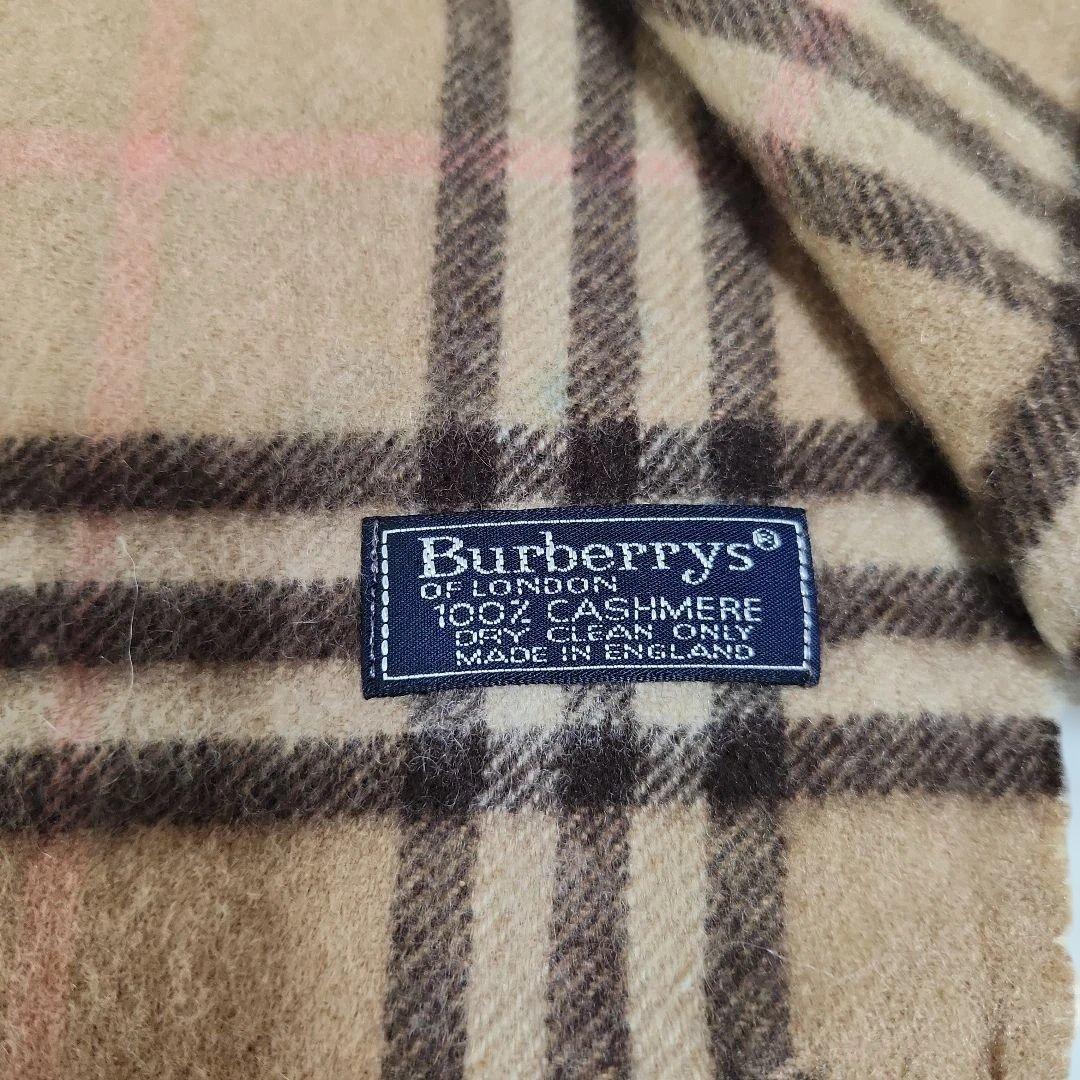 Burberrys®
OF LONDON
100% CASHMERE
DRY CLEAN ONLY
MADE IN ENGLAND